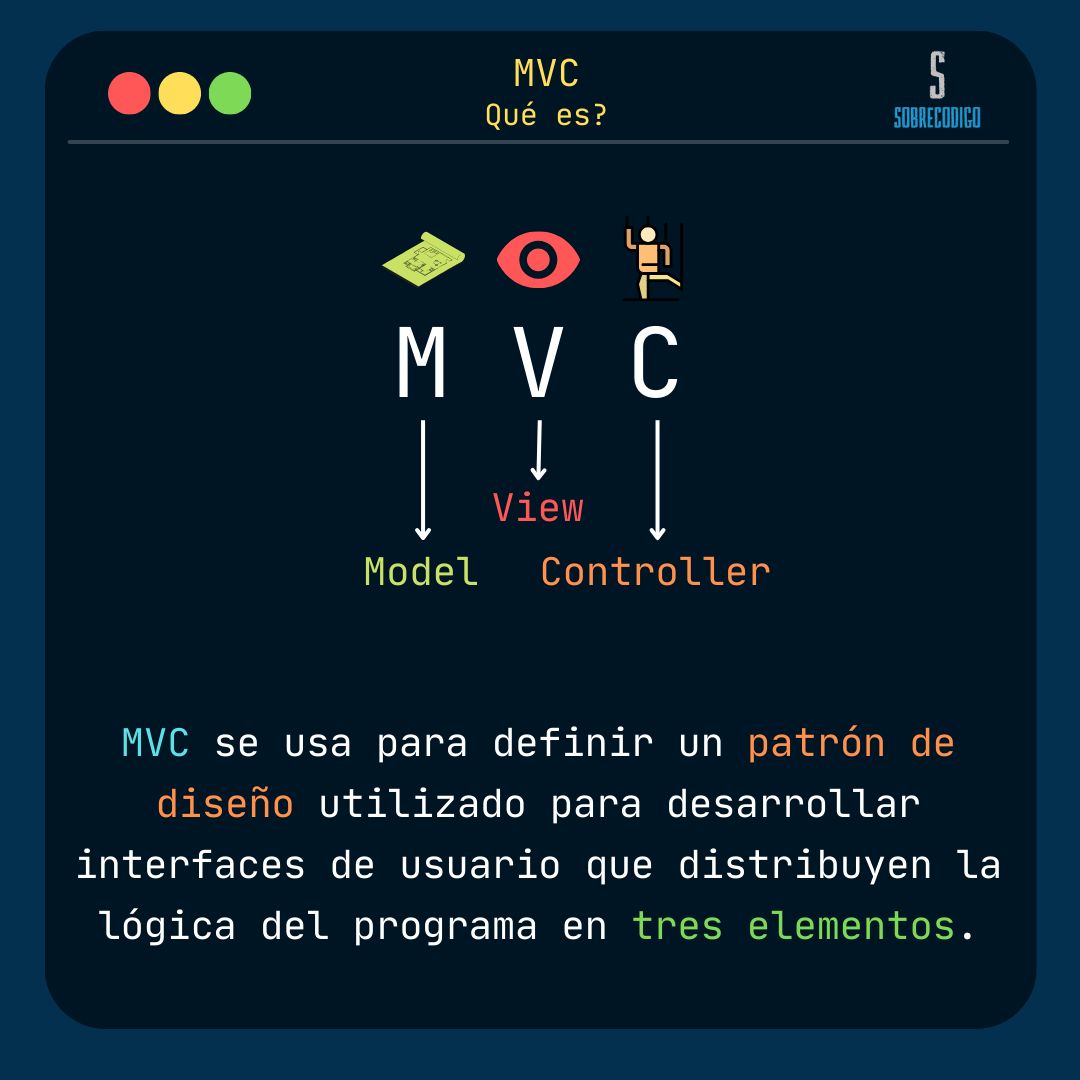 MVC
Qué es?
S
SOBRECODIGO
M V C
View
Model Controller
MVC se usa para definir un patrón de
diseño utilizado para desarrollar
interfaces de usuario que distribuyen la
lógica del programa en tres elementos.